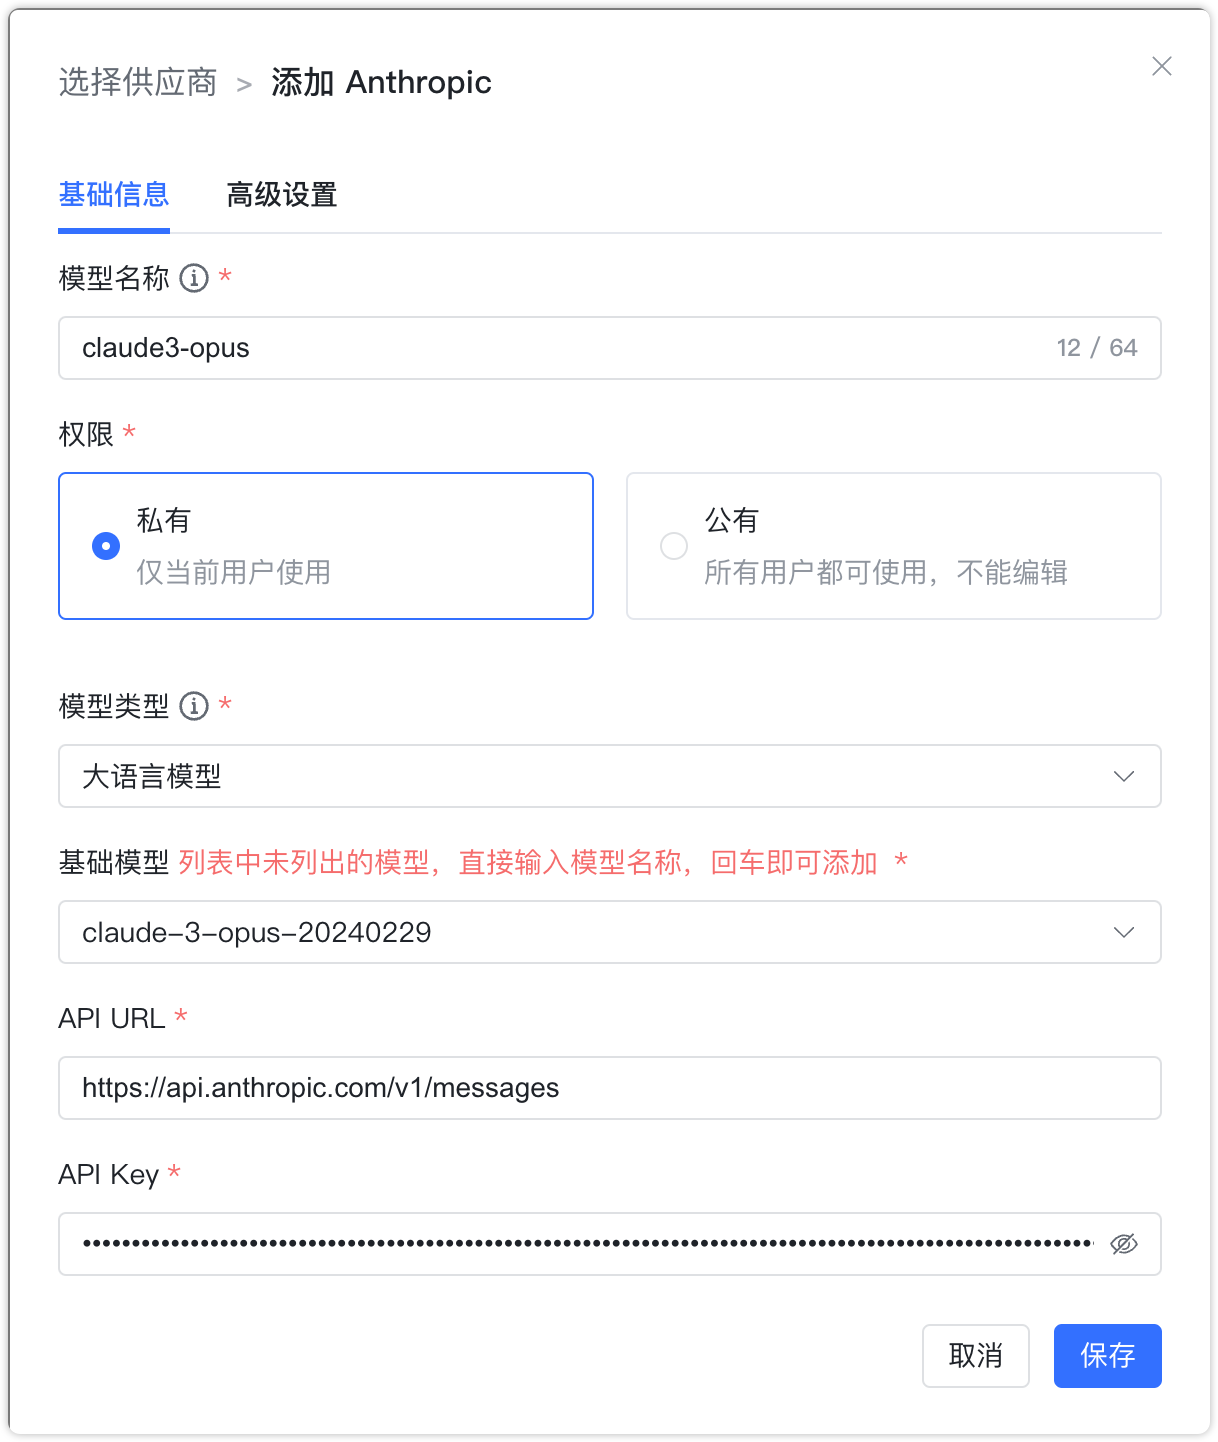 选择供应商 > 添加 Anthropic
基础信息 高级设置
模型名称 *
claude3-opus 12 / 64
权限 *
私有
仅当前用户使用
公有
所有用户都可使用，不能编辑
模型类型 *
大语言模型
基础模型 列表中未列出的模型，直接输入模型名称，回车即可添加 *
claude-3-opus-20240229
API URL *
https://api.anthropic.com/v1/messages
API Key *
取消 保存